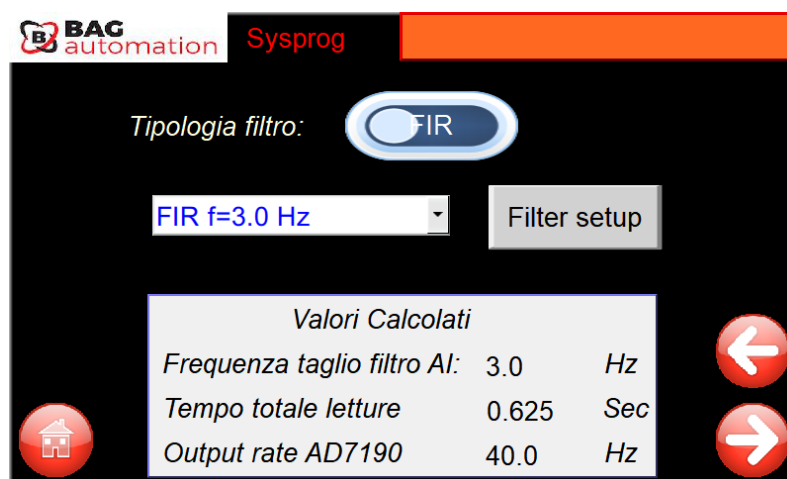 BAG
automation
Sysprog
Tipologia filtro:
FIR
FIR f=3.0 Hz
Filter setup
Valori Calcolati
Frequenza taglio filtro AI: 3.0 Hz
Tempo totale letture 0.625 Sec
Output rate AD7190 40.0 Hz